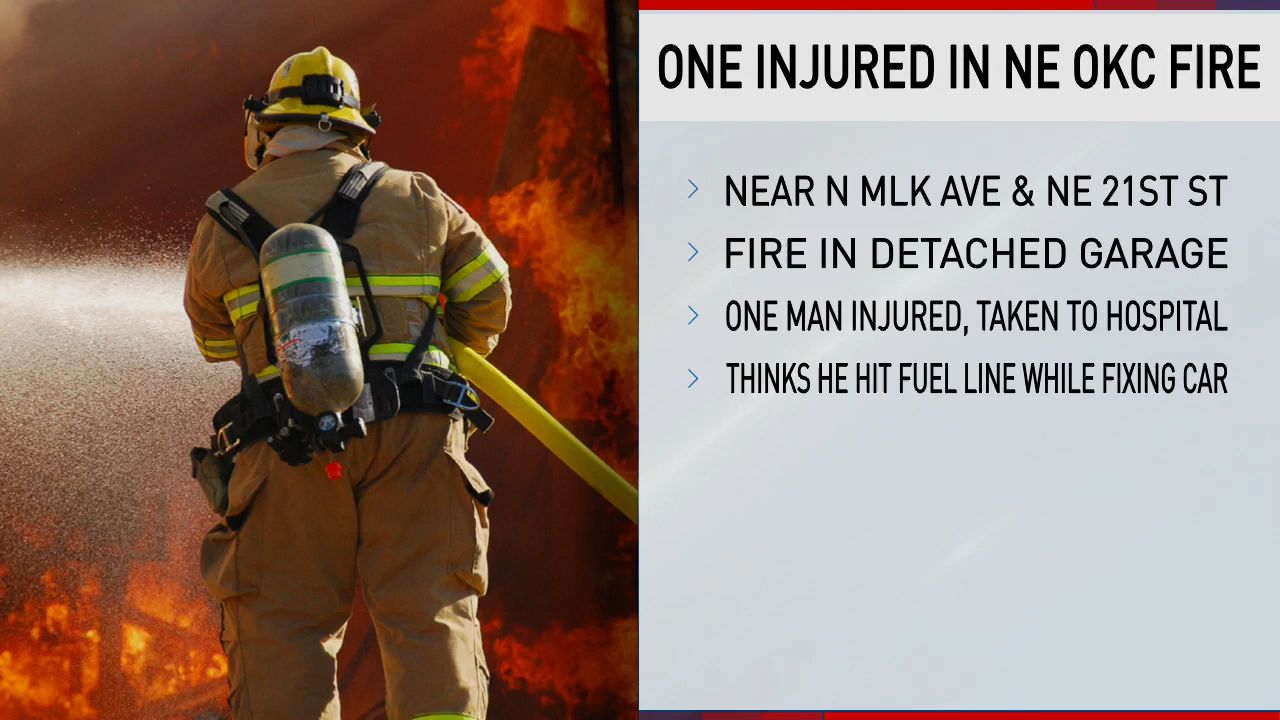 ONE INJURED IN NE OKC FIRE
NEAR N MLK AVE & NE 21ST ST
FIRE IN DETACHED GARAGE
ONE MAN INJURED, TAKEN TO HOSPITAL
THINKS HE HIT FUEL LINE WHILE FIXING CAR